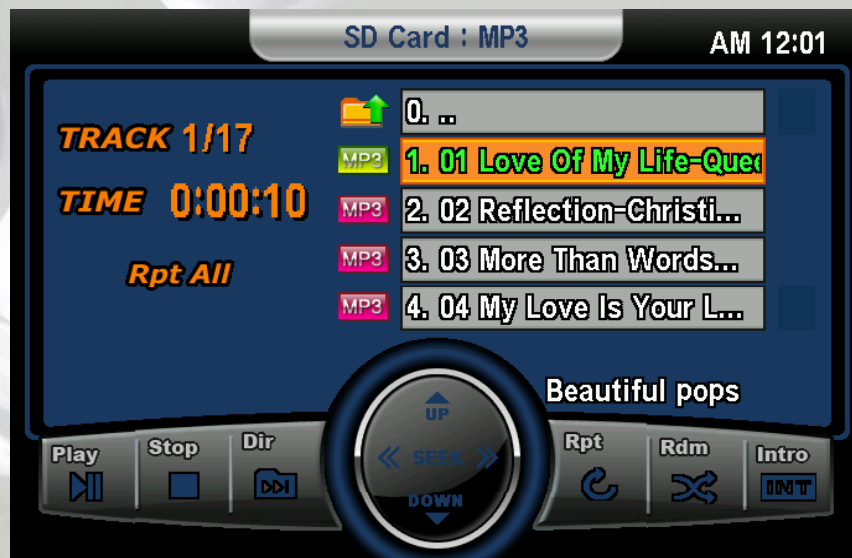 SD Card : MP3
AM 12:01
TRACK 1/17
TIME 0:00:10
Rpt All
0. ..
MP3 1. 01 Love Of My Life-Quee
MP3 2. 02 Reflection-Christi...
MP3 3. 03 More Than Words...
MP3 4. 04 My Love Is Your L...
Beautiful pops
Play
Stop
Dir
UP
SEEK
DOWN
Rpt
Rdm
Intro
INT